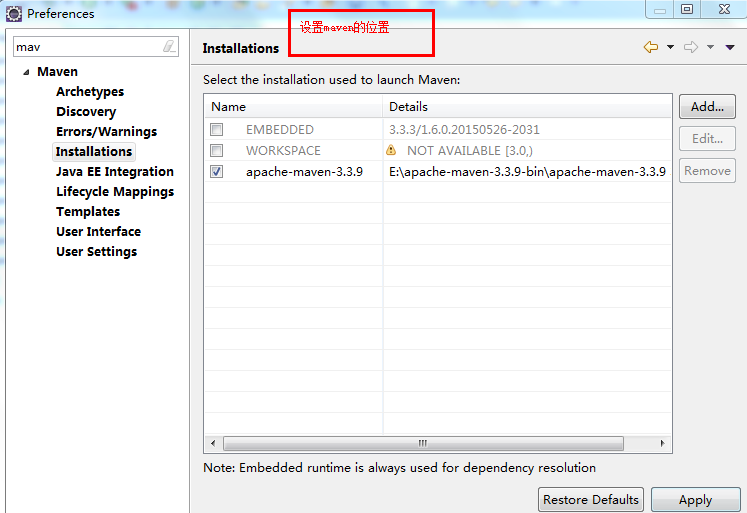 Preferences
设置maven的位置
mav
Installations
Maven
Archetypes
Discovery
Errors/Warnings
Installations
Java EE Integration
Lifecycle Mappings
Templates
User Interface
User Settings
Select the installation used to launch Maven:
Name Details
EMBEDDED 3.3.3/1.6.0.20150526-2031
WORKSPACE NOT AVAILABLE [3.0,)
apache-maven-3.3.9 E:\apache-maven-3.3.9-bin\apache-maven-3.3.9
Add...
Edit...
Remove
Note: Embedded runtime is always used for dependency resolution
Restore Defaults Apply